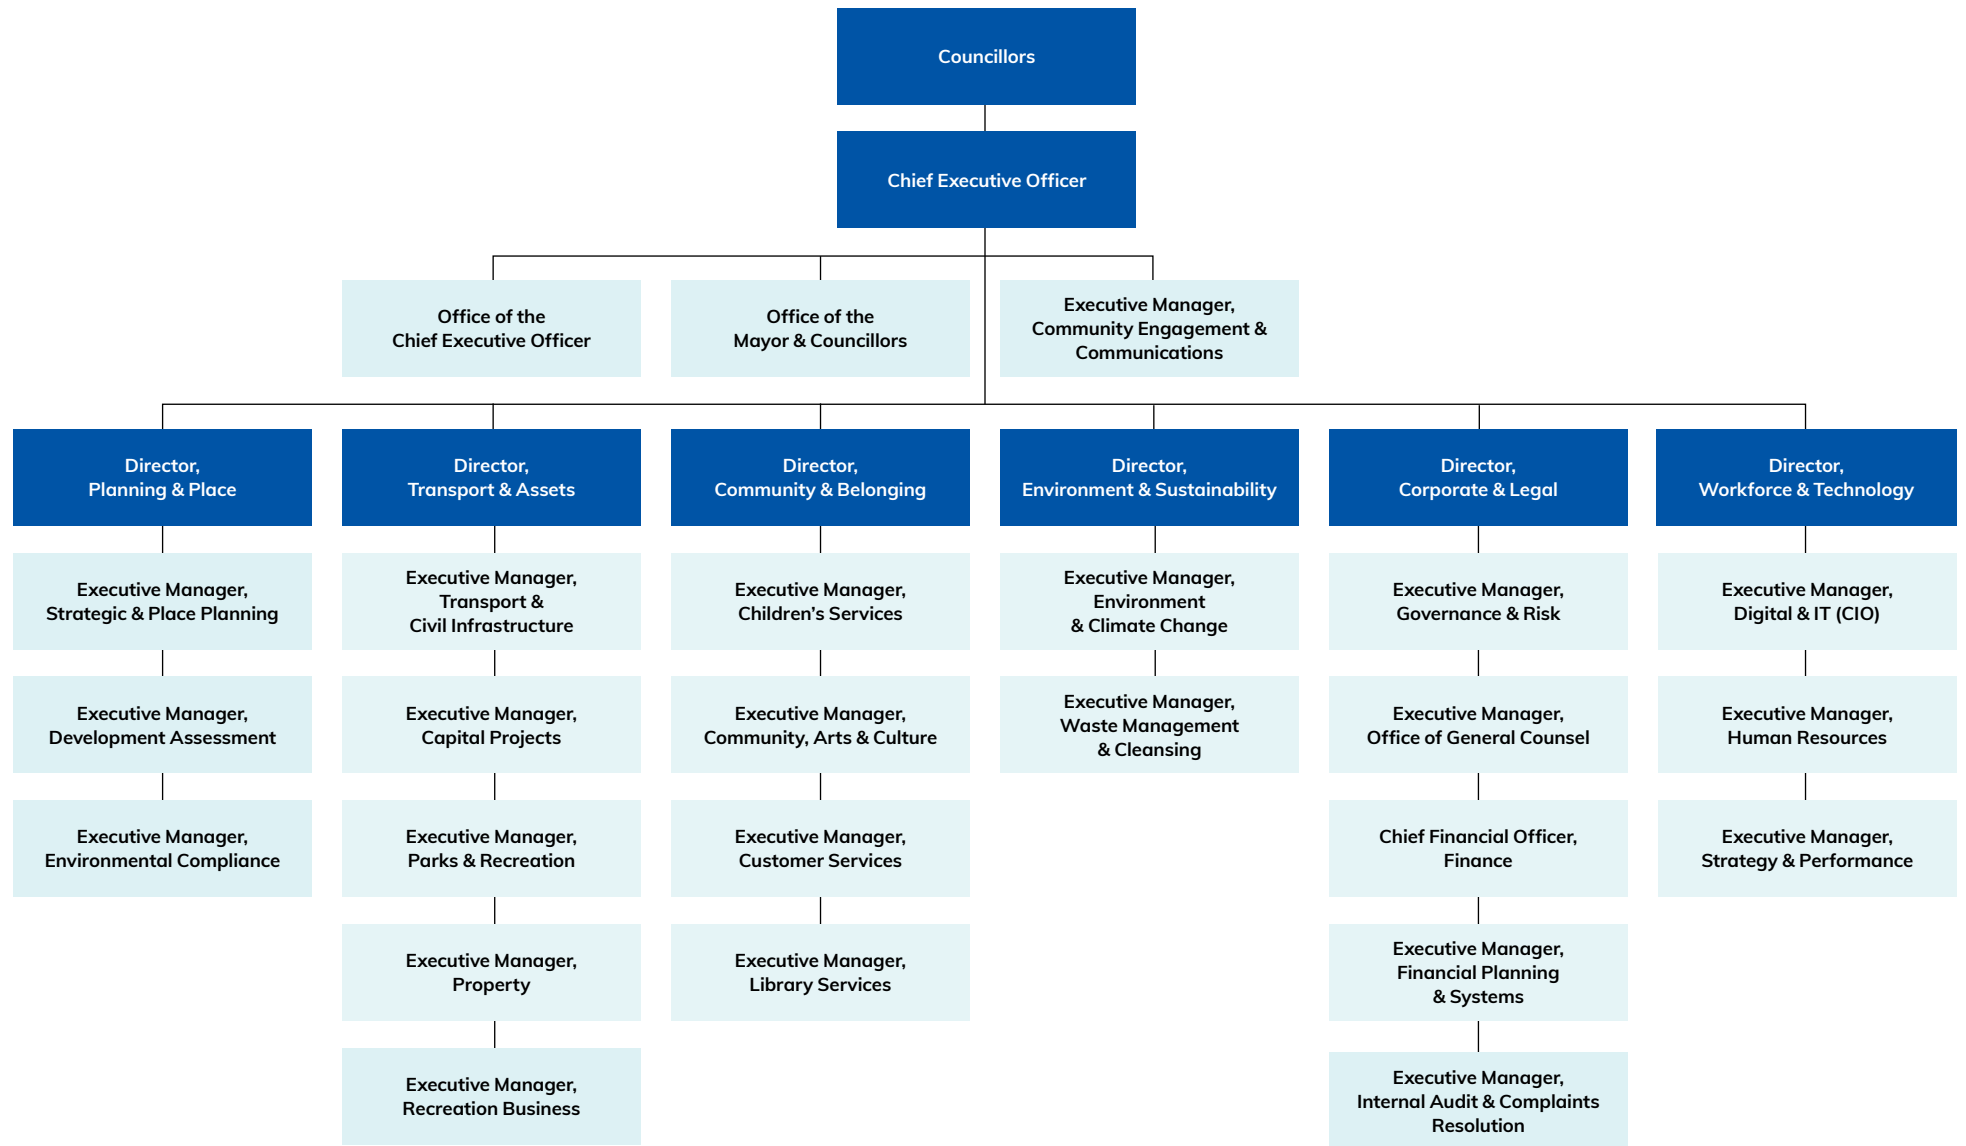 Councillors
Chief Executive Officer
Office of the
Chief Executive Officer
Office of the
Mayor & Councillors
Executive Manager,
Community Engagement &
Communications
Director,
Planning & Place
Director,
Transport & Assets
Director,
Community & Belonging
Director,
Environment & Sustainability
Director,
Corporate & Legal
Director,
Workforce & Technology
Executive Manager,
Strategic & Place Planning
Executive Manager,
Development Assessment
Executive Manager,
Environmental Compliance
Executive Manager,
Transport &
Civil Infrastructure
Executive Manager,
Capital Projects
Executive Manager,
Parks & Recreation
Executive Manager,
Property
Executive Manager,
Recreation Business
Executive Manager,
Children’s Services
Executive Manager,
Community, Arts & Culture
Executive Manager,
Customer Services
Executive Manager,
Library Services
Executive Manager,
Environment
& Climate Change
Executive Manager,
Waste Management
& Cleansing
Executive Manager,
Governance & Risk
Executive Manager,
Office of General Counsel
Chief Financial Officer,
Finance
Executive Manager,
Financial Planning
& Systems
Executive Manager,
Internal Audit & Complaints
Resolution
Executive Manager,
Digital & IT (CIO)
Executive Manager,
Human Resources
Executive Manager,
Strategy & Performance